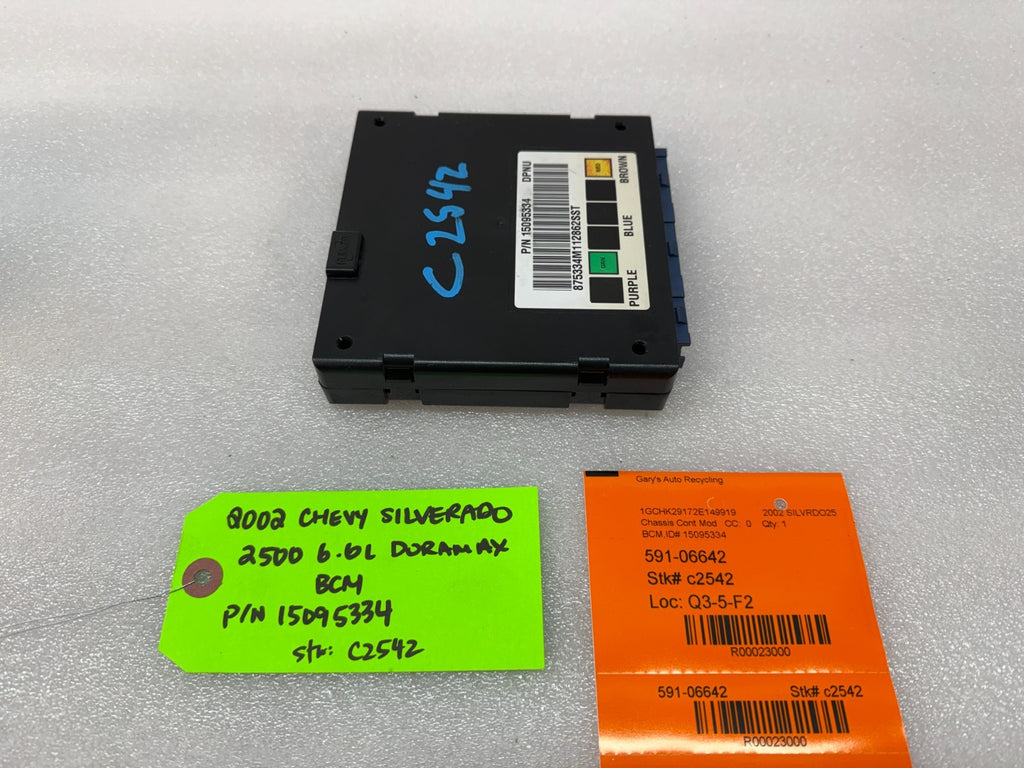 C2542
P/N 15095334 DPNU
875334M112862SST
GRN
PURPLE BLUE BROWN
2002 CHEVY SILVERADO
2500 6.6L DURAMAX
BCM
P/N 15095334
stk: C2542
Gary's Auto Recycling
1GCHK29172E149919 2002 SILVRDO25
Chassis Cont Mod CC: 0 Qty: 1
BCM,ID# 15095334
591-06642
Stk# c2542
Loc: Q3-5-F2
R00023000
591-06642 Stk# c2542
R00023000